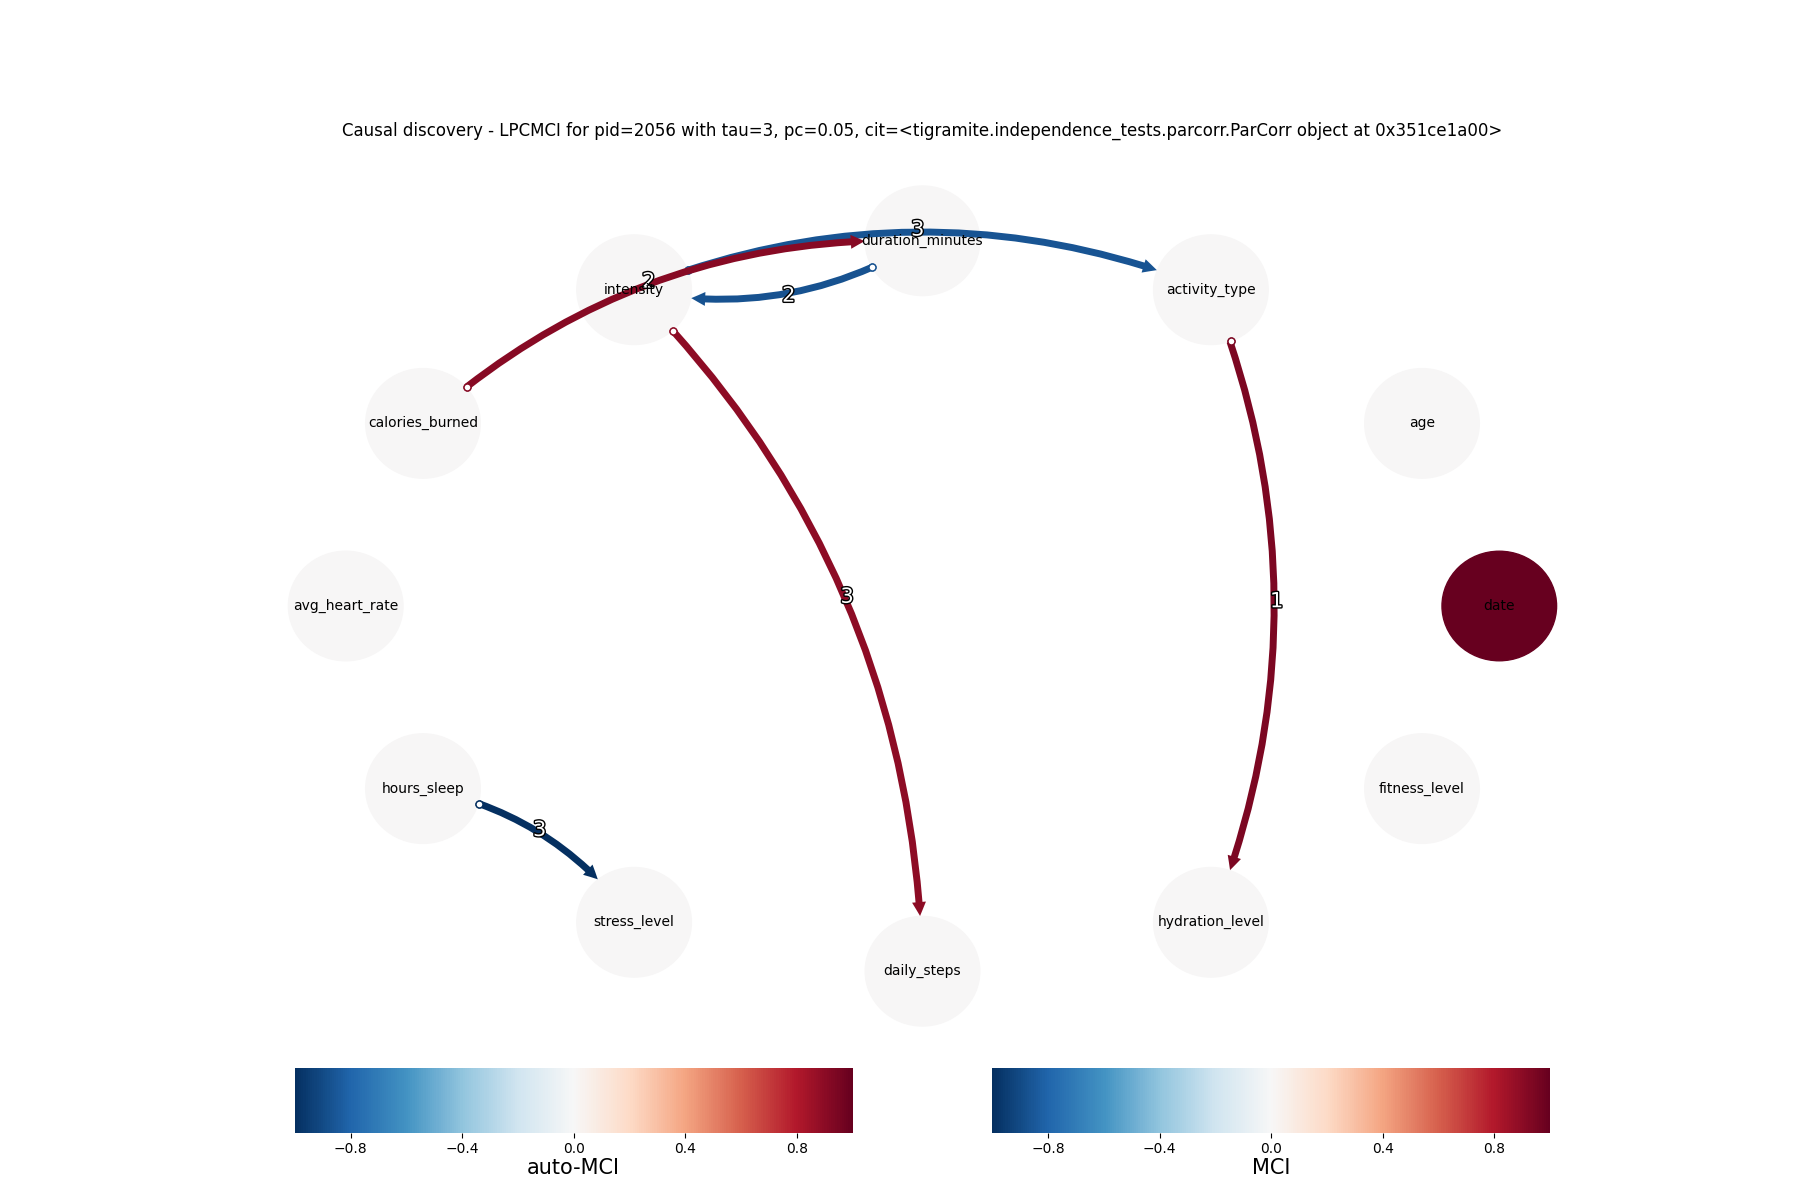 Causal discovery - LPCMCI for pid=2056 with tau=3, pc=0.05, cit=<tigramite.independence_tests.parcorr.ParCorr object at 0x351ce1a00>
3
duration_minutes
2
intensity
2
activity_type
calories_burned
age
3
1
avg_heart_rate
date
hours_sleep
fitness_level
3
stress_level
hydration_level
daily_steps
−0.8 −0.4 0.0 0.4 0.8
auto-MCI
−0.8 −0.4 0.0 0.4 0.8
MCI